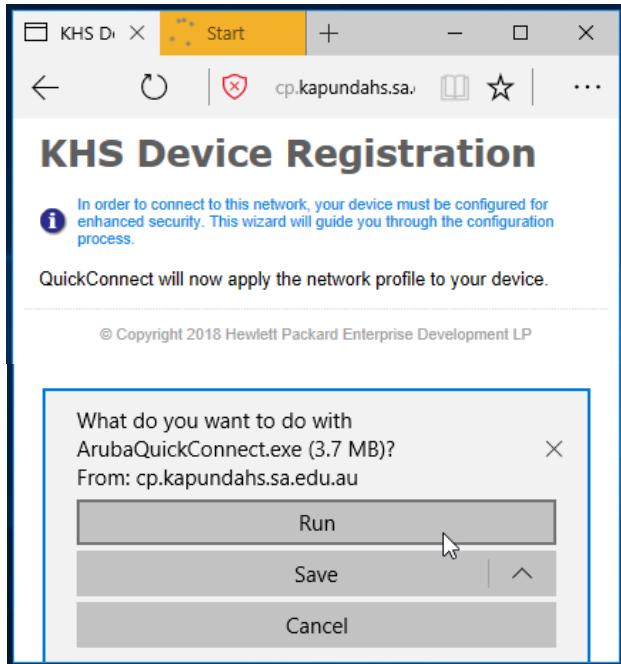 KHS D
Start
cp.kapundahs.sa.
KHS Device Registration
In order to connect to this network, your device must be configured for
enhanced security. This wizard will guide you through the configuration
process.
QuickConnect will now apply the network profile to your device.
© Copyright 2018 Hewlett Packard Enterprise Development LP
What do you want to do with
ArubaQuickConnect.exe (3.7 MB)?
From: cp.kapundahs.sa.edu.au
Run
Save
Cancel